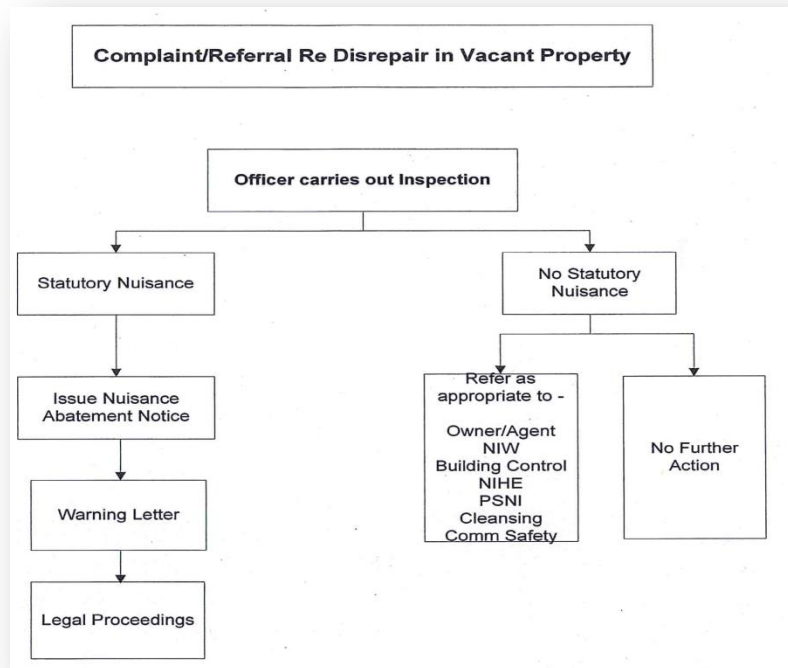 Complaint/Referral Re Disrepair in Vacant Property
Officer carries out Inspection
Statutory Nuisance
No Statutory
Nuisance
Issue Nuisance
Abatement Notice
Refer as
appropriate to -
Owner/Agent
NIW
Building Control
NIHE
PSNI
Cleansing
Comm Safety
No Further
Action
Warning Letter
Legal Proceedings